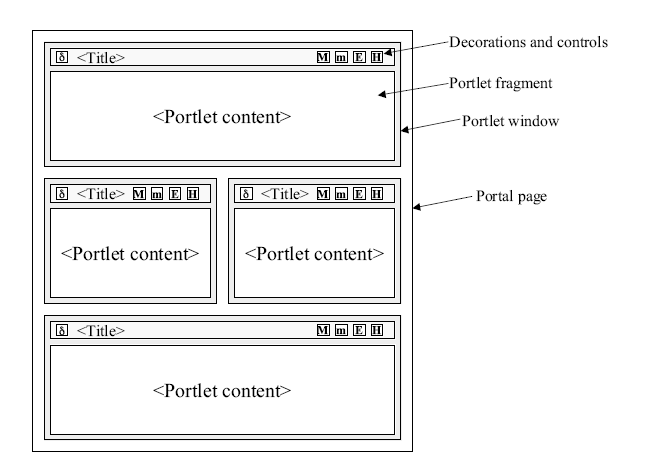 δ <Title> M m E H
Decorations and controls
<Portlet content>
Portlet fragment
Portlet window
δ <Title> M m E H
δ <Title> M m E H
Portal page
<Portlet content>
<Portlet content>
δ <Title> M m E H
<Portlet content>